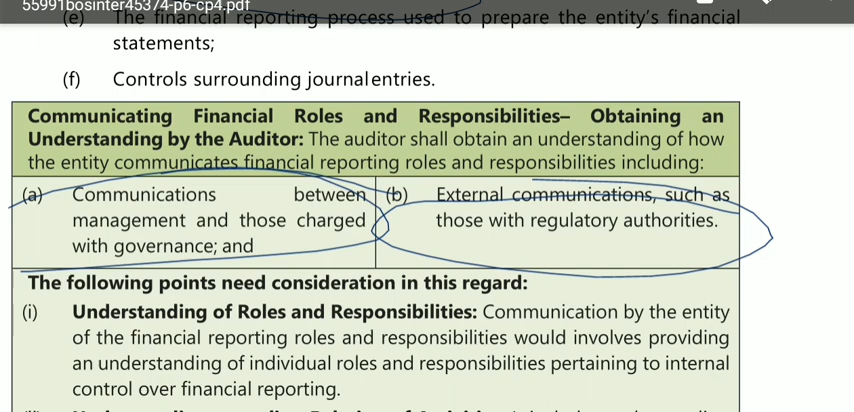 55991bosinter45374-p6-cp4.pdf
(e) The financial reporting process used to prepare the entity's financial
statements;
(f) Controls surrounding journal entries.
Communicating Financial Roles and Responsibilities– Obtaining an
Understanding by the Auditor: The auditor shall obtain an understanding of how
the entity communicates financial reporting roles and responsibilities including:
(a) Communications between
management and those charged
with governance; and
(b) External communications, such as
those with regulatory authorities.
The following points need consideration in this regard:
(i) Understanding of Roles and Responsibilities: Communication by the entity
of the financial reporting roles and responsibilities would involves providing
an understanding of individual roles and responsibilities pertaining to internal
control over financial reporting.